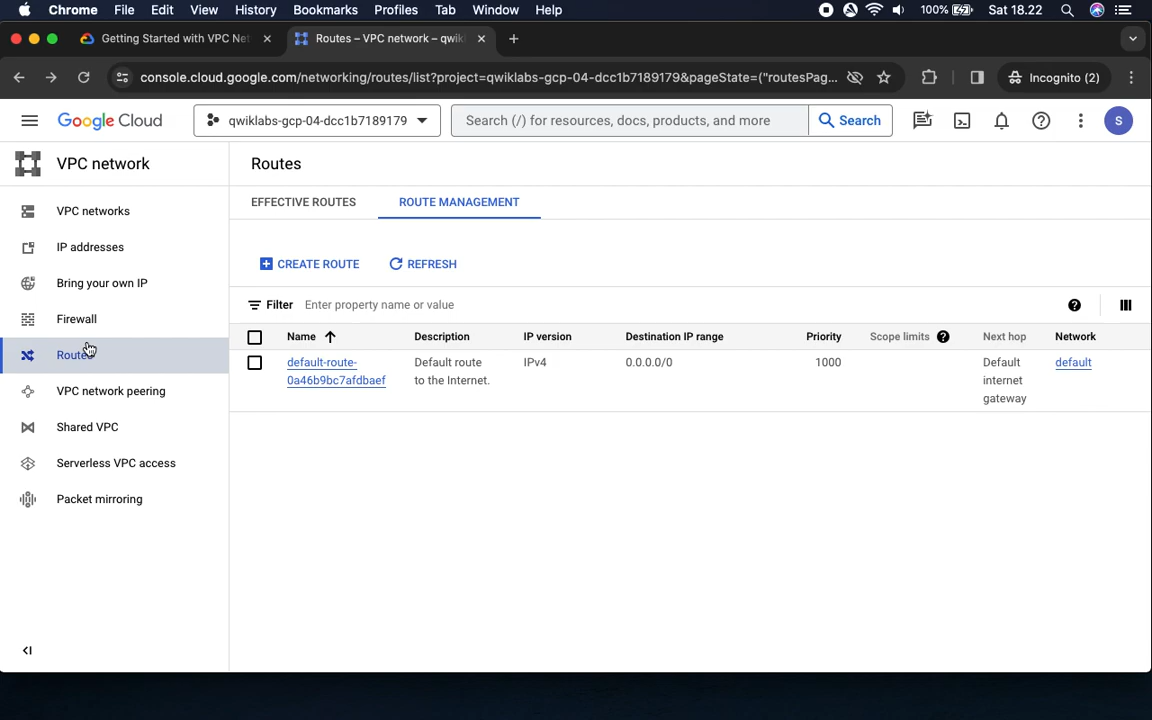 Chrome File Edit View History Bookmarks Profiles Tab Window Help 100% Sat 18.22
Getting Started with VPC Net
Routes – VPC network – qwik
console.cloud.google.com/networking/routes/list?project=qwiklabs-gcp-04-dcc1b7189179&pageState=("routesPag... Incognito (2)
Google Cloud qwiklabs-gcp-04-dcc1b7189179 Search (/) for resources, docs, products, and more Search S
VPC network
Routes
VPC networks
IP addresses
Bring your own IP
Firewall
Routes
VPC network peering
Shared VPC
Serverless VPC access
Packet mirroring
EFFECTIVE ROUTES ROUTE MANAGEMENT
CREATE ROUTE REFRESH
Filter Enter property name or value
Name Description IP version Destination IP range Priority Scope limits Next hop Network
default-route- Default route IPv4 0.0.0.0/0 1000 Default default
0a46b9bc7afdbaef to the Internet. internet
gateway